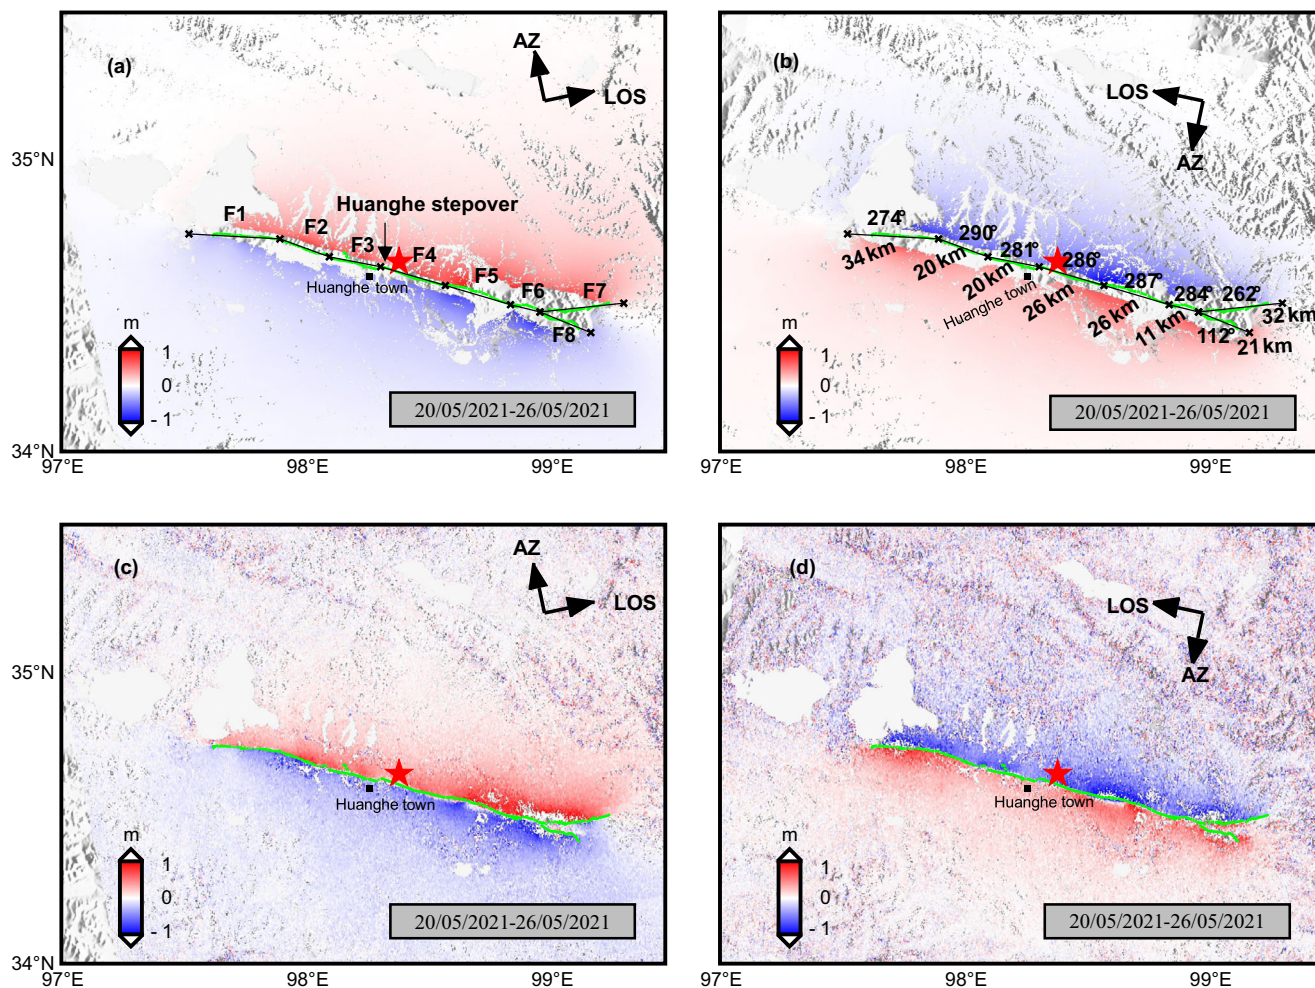 (a)
AZ
LOS
35°N
F1
F2
Huanghe stepover
F3
F4
Huanghe town
F5
F6
F7
F8
m
1
0
- 1
20/05/2021-26/05/2021
34°N
97°E
98°E
99°E
(b)
LOS
AZ
274°
34 km
290°
20 km
281°
20 km
Huanghe town
286°
26 km
287°
26 km
284°
11 km
262°
32 km
112°
21 km
m
1
0
- 1
20/05/2021-26/05/2021
97°E
98°E
99°E
(c)
AZ
LOS
35°N
Huanghe town
m
1
0
- 1
20/05/2021-26/05/2021
34°N
97°E
98°E
99°E
(d)
LOS
AZ
Huanghe town
m
1
0
- 1
20/05/2021-26/05/2021
97°E
98°E
99°E